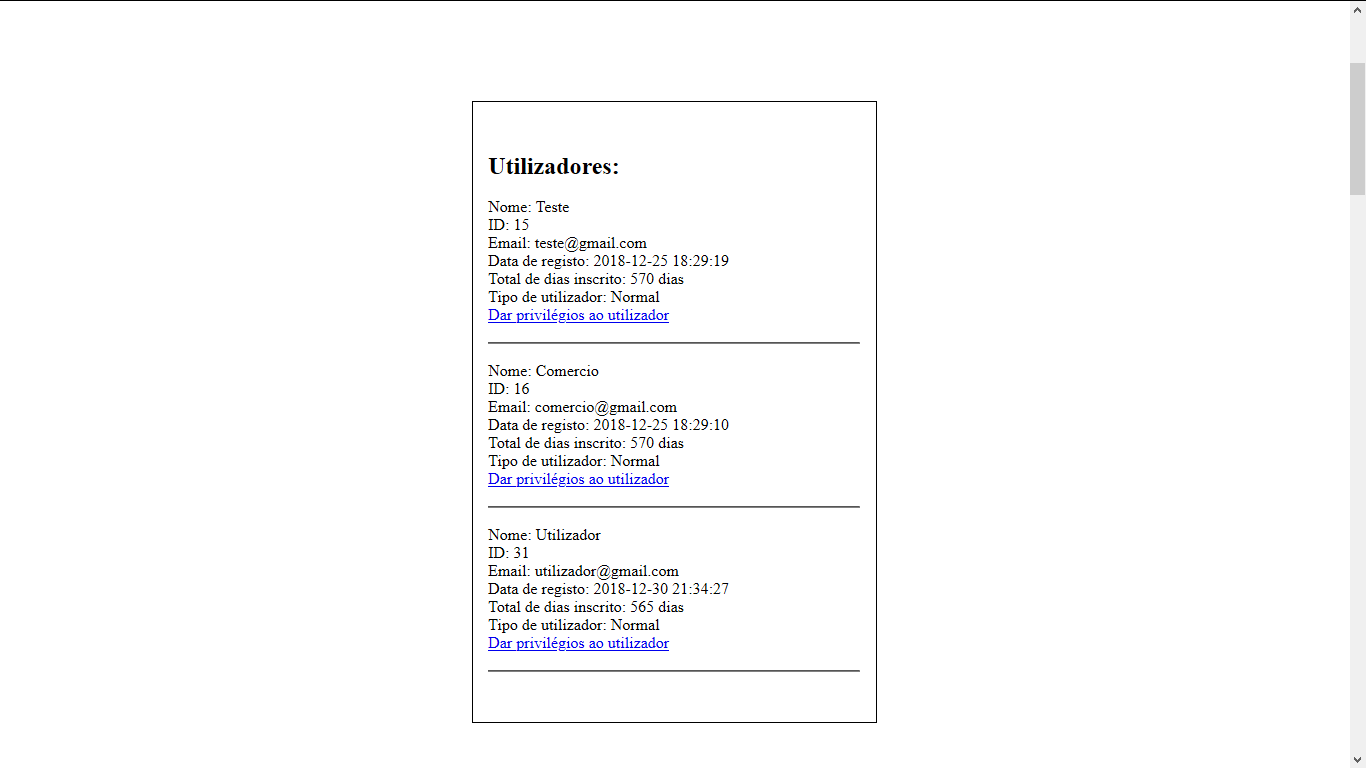 Utilizadores:
Nome: Teste
ID: 15
Email: teste@gmail.com
Data de registo: 2018-12-25 18:29:19
Total de dias inscrito: 570 dias
Tipo de utilizador: Normal
Dar privilégios ao utilizador
Nome: Comercio
ID: 16
Email: comercio@gmail.com
Data de registo: 2018-12-25 18:29:10
Total de dias inscrito: 570 dias
Tipo de utilizador: Normal
Dar privilégios ao utilizador
Nome: Utilizador
ID: 31
Email: utilizador@gmail.com
Data de registo: 2018-12-30 21:34:27
Total de dias inscrito: 565 dias
Tipo de utilizador: Normal
Dar privilégios ao utilizador